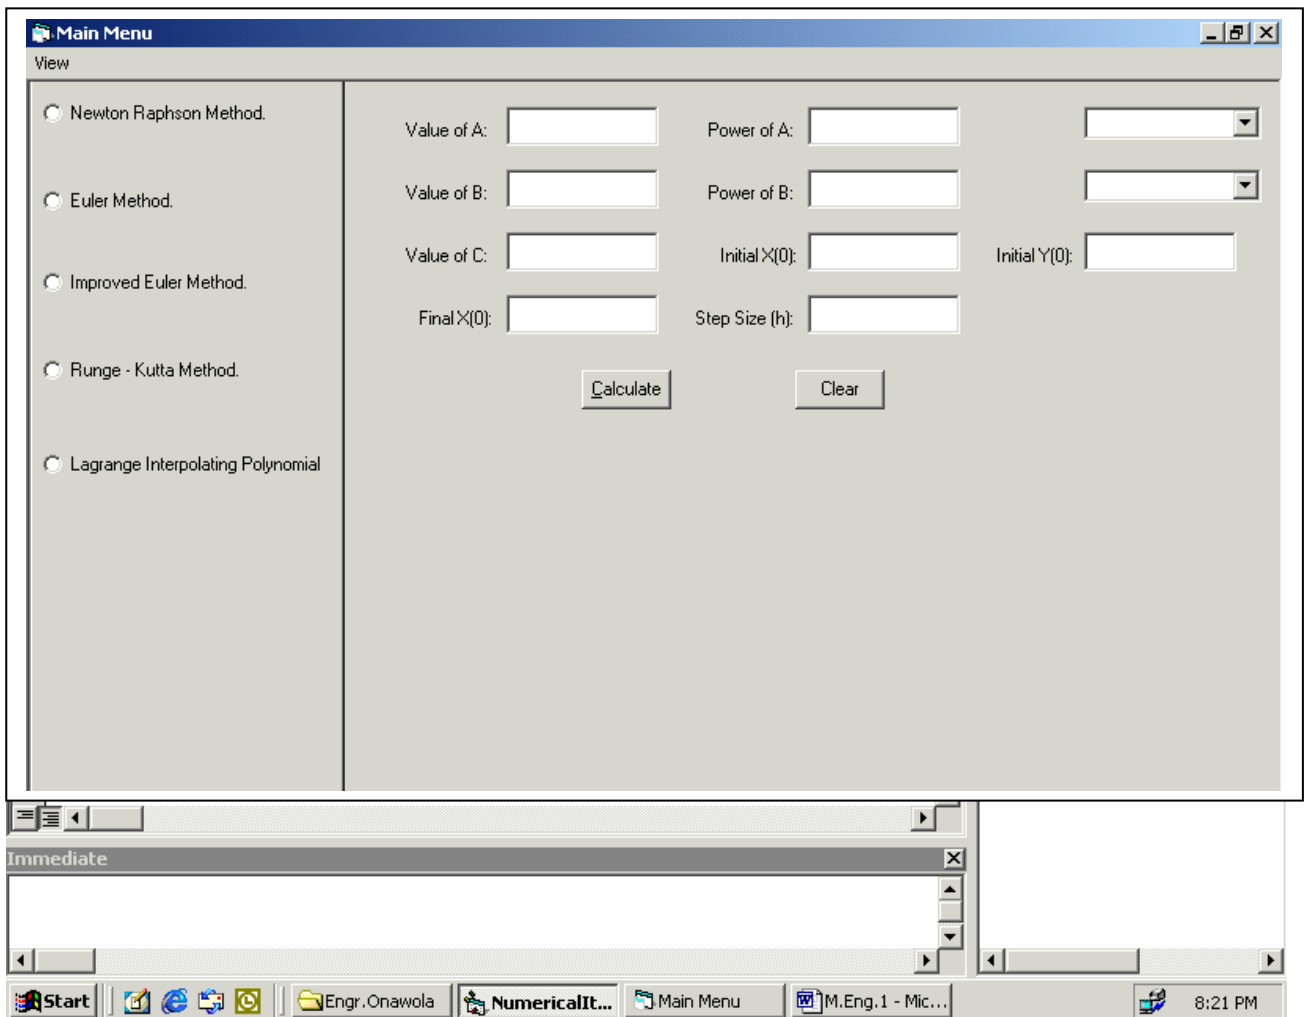 Main Menu
View
Newton Raphson Method.
Euler Method.
Improved Euler Method.
Runge - Kutta Method.
Lagrange Interpolating Polynomial
Value of A: Power of A:
Value of B: Power of B:
Value of C: Initial X(0): Initial Y(0):
Final X(0): Step Size (h):
Calculate Clear
Immediate
Start Engr.Onawola NumericalIt... Main Menu M.Eng.1 - Mic... 8:21 PM